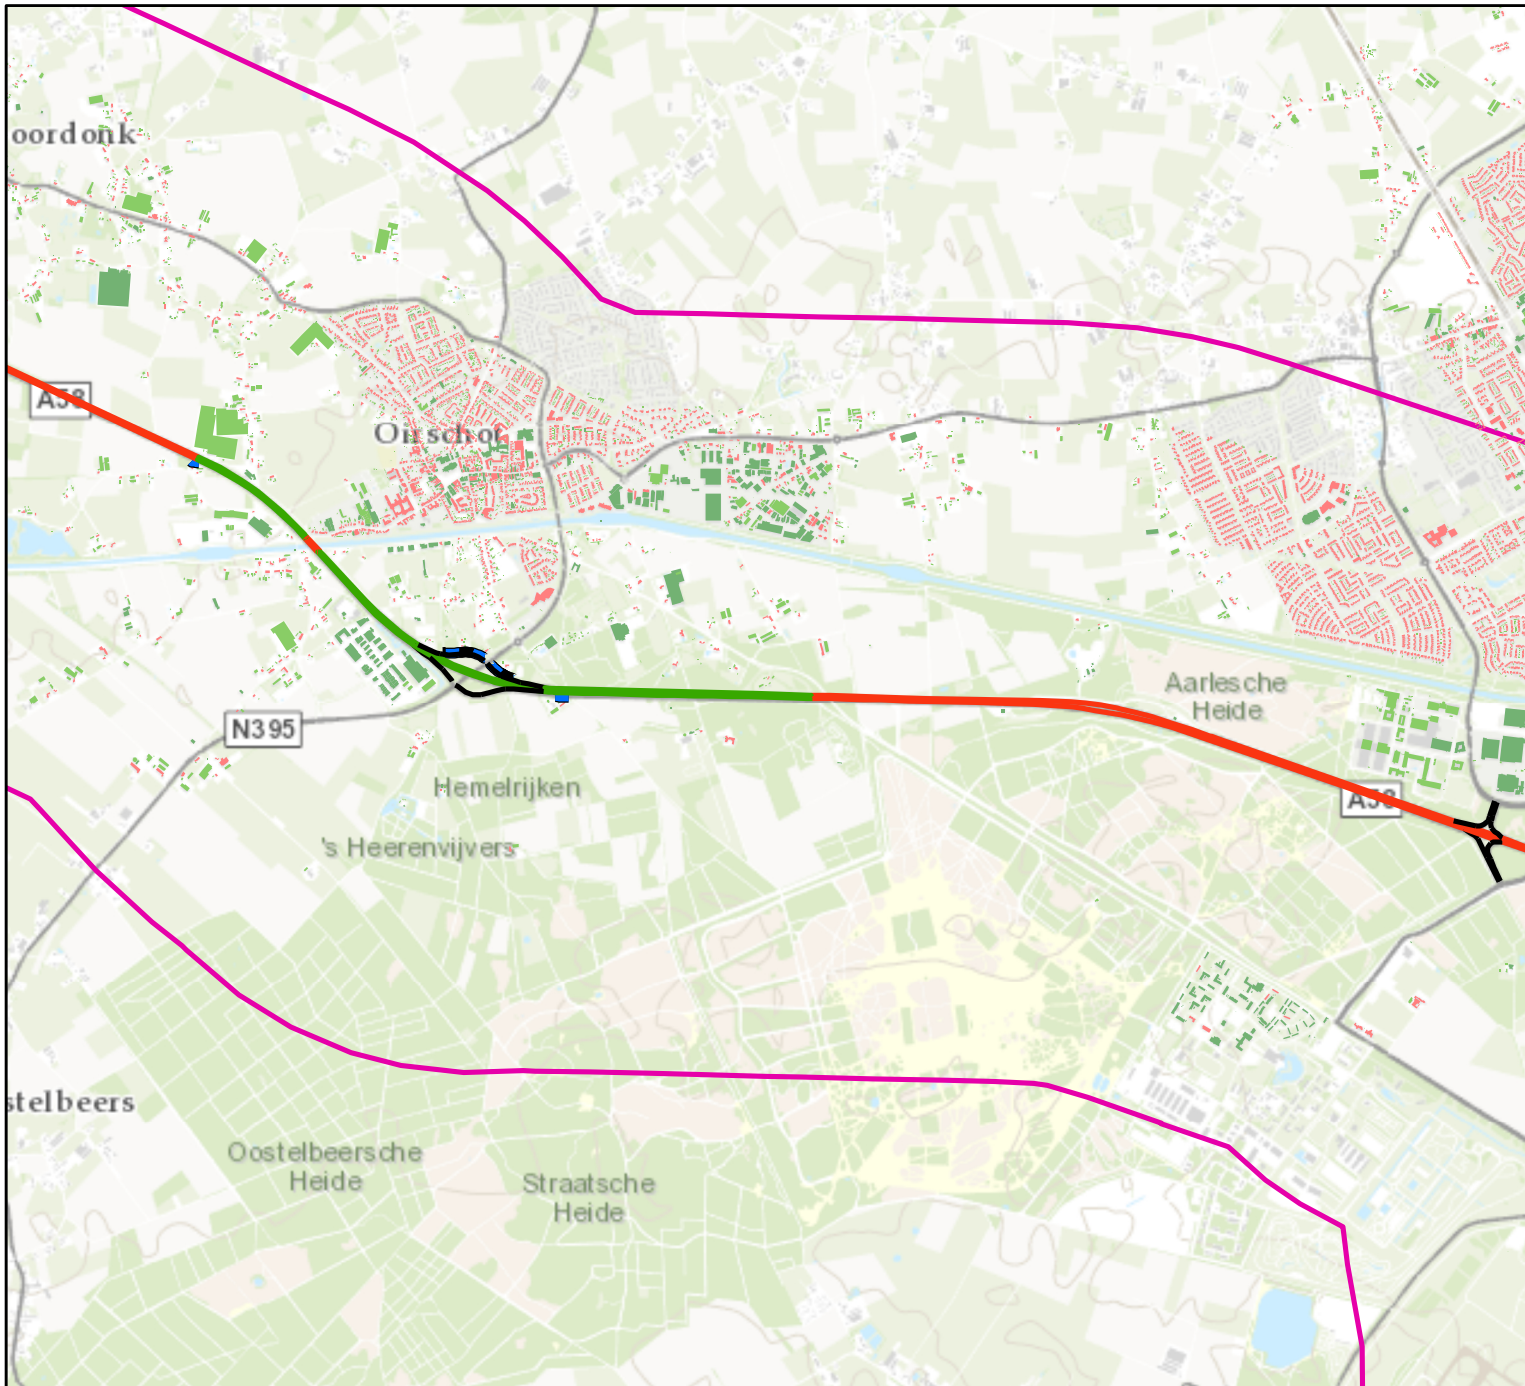 oordonk
A58
Oirschot
Aarlesche
Heide
N395
Hemelrijken
A58
's Heerenvijvers
stelbeers
Oostelbeersche
Heide
Straatsche
Heide